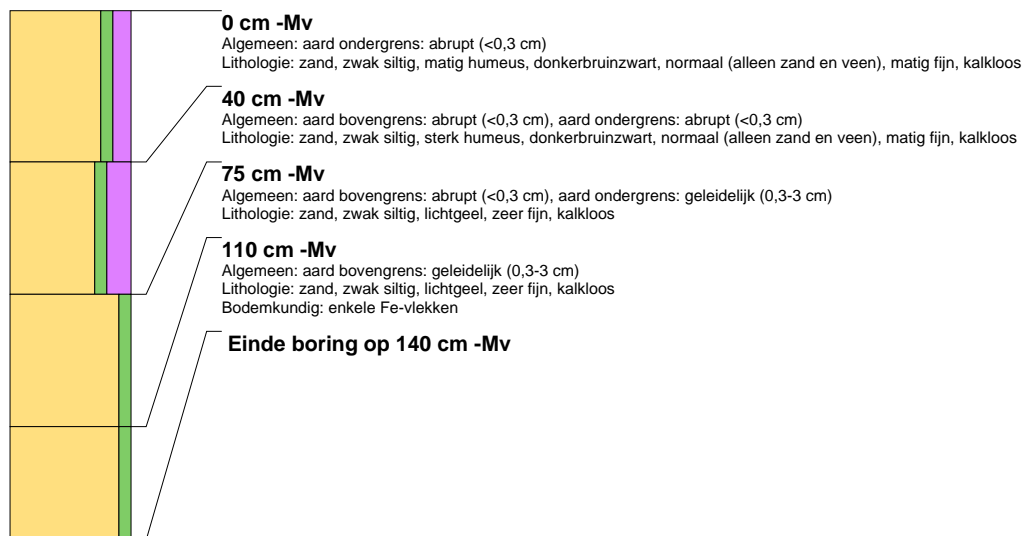 0 cm -Mv
Algemeen: aard ondergrens: abrupt (<0,3 cm)
Lithologie: zand, zwak siltig, matig humeus, donkerbruinzwart, normaal (alleen zand en veen), matig fijn, kalkloos
40 cm -Mv
Algemeen: aard bovengrens: abrupt (<0,3 cm), aard ondergrens: abrupt (<0,3 cm)
Lithologie: zand, zwak siltig, sterk humeus, donkerbruinzwart, normaal (alleen zand en veen), matig fijn, kalkloos
75 cm -Mv
Algemeen: aard bovengrens: abrupt (<0,3 cm), aard ondergrens: geleidelijk (0,3-3 cm)
Lithologie: zand, zwak siltig, lichtgeel, zeer fijn, kalkloos
110 cm -Mv
Algemeen: aard bovengrens: geleidelijk (0,3-3 cm)
Lithologie: zand, zwak siltig, lichtgeel, zeer fijn, kalkloos
Bodemkundig: enkele Fe-vlekken
Einde boring op 140 cm -Mv